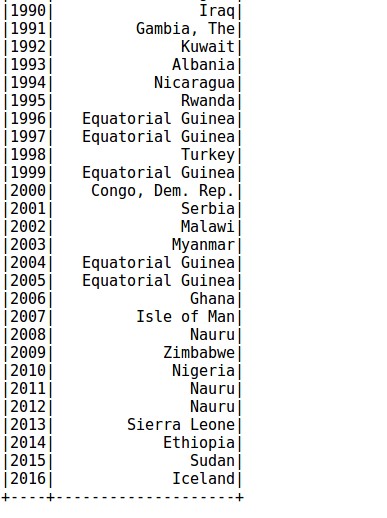 |1990|                Iraq|
|1991|         Gambia, The|
|1992|              Kuwait|
|1993|             Albania|
|1994|           Nicaragua|
|1995|              Rwanda|
|1996|   Equatorial Guinea|
|1997|   Equatorial Guinea|
|1998|              Turkey|
|1999|   Equatorial Guinea|
|2000|    Congo, Dem. Rep.|
|2001|              Serbia|
|2002|              Malawi|
|2003|             Myanmar|
|2004|   Equatorial Guinea|
|2005|   Equatorial Guinea|
|2006|               Ghana|
|2007|         Isle of Man|
|2008|               Nauru|
|2009|            Zimbabwe|
|2010|             Nigeria|
|2011|               Nauru|
|2012|               Nauru|
|2013|        Sierra Leone|
|2014|            Ethiopia|
|2015|               Sudan|
|2016|             Iceland|
+----+--------------------+